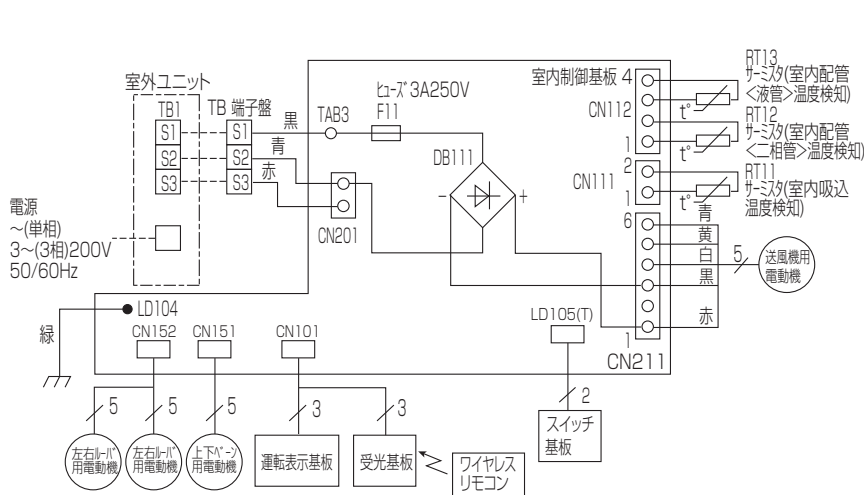 室外ユニット
TB1
S1
S2
S3
TB 端子盤
S1
S2
S3
黒
青
赤
TAB3
ﾋｭｰｽﾞ 3A250V
F11
DB111
-
+
CN201
室内制御基板 4
CN112
1
2
CN111
1
6
1
CN211
t°
t°
t°
RT13
ｻｰﾐｽﾀ(室内配管
<液管>温度検知)
RT12
ｻｰﾐｽﾀ(室内配管
<二相管>温度検知)
RT11
ｻｰﾐｽﾀ(室内吸込
温度検知)
青
黄
白
黒
赤
5
送風機用
電動機
電源
~(単相)
3~(3相)200V
50/60Hz
緑
LD104
CN152
CN151
CN101
LD105(T)
5
5
5
3
3
2
左右ﾙｰﾊﾞ
用電動機
左右ﾙｰﾊﾞ
用電動機
上下ﾍﾞｰﾝ
用電動機
運転表示基板
受光基板
ワイヤレス
リモコン
スイッチ
基板